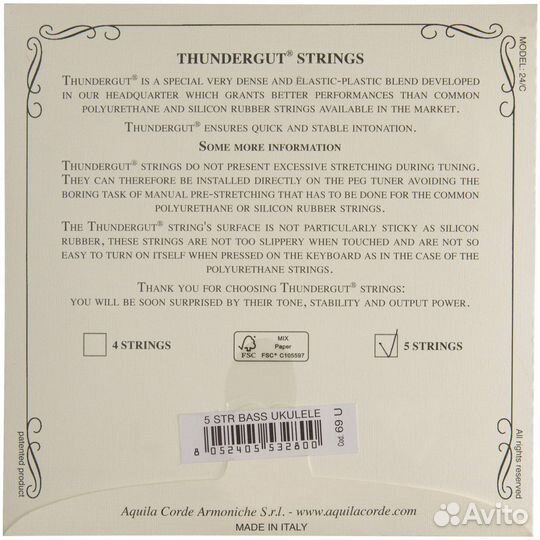 MODEL: 24/C
THUNDERGUT® STRINGS
THUNDERGUT® IS A SPECIAL VERY DENSE AND ELASTIC-PLASTIC BLEND DEVELOPED
IN OUR HEADQUARTER WHICH GRANTS BETTER PERFORMANCES THAN COMMON
POLYURETHANE AND SILICON RUBBER STRINGS AVAILABLE IN THE MARKET.
THUNDERGUT® ENSURES QUICK AND STABLE INTONATION.
SOME MORE INFORMATION
THUNDERGUT® STRINGS DO NOT PRESENT EXCESSIVE STRETCHING DURING TUNING.
THEY CAN THEREFORE BE INSTALLED DIRECTLY ON THE PEG TUNER AVOIDING THE
BORING TASK OF MANUAL PRE-STRETCHING THAT HAS TO BE DONE FOR THE COMMON
POLYURETHANE OR SILICON RUBBER STRINGS.
THE THUNDERGUT® STRING'S SURFACE IS NOT PARTICULARLY STICKY AS SILICON
RUBBER, THESE STRINGS ARE NOT TOO SLIPPERY WHEN TOUCHED AND ARE NOT SO
EASY TO TURN ON ITSELF WHEN PRESSED ON THE KEYBOARD AS IN THE CASE OF THE
POLYURETHANE STRINGS.
THANK YOU FOR CHOOSING THUNDERGUT® STRINGS:
YOU WILL BE SOON SURPRISED BY THEIR TONE, STABILITY AND OUTPUT POWER.
4 STRINGS
FSC
MIX
Paper
FSC® C105597
5 STRINGS
5 STR BASS UKULELE
8 052405 532800
cod. 69 U
patented product
All rights reserved
Aquila Corde Armoniche S.r.l. - www.aquilacorde.com
MADE IN ITALY
Avito